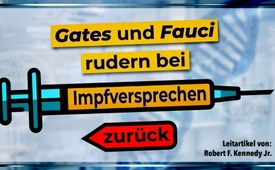 Gates und Fauci
rudern bei
Impfversprechen
zurück
Leitartikel von:
Robert F. Kennedy Jr.